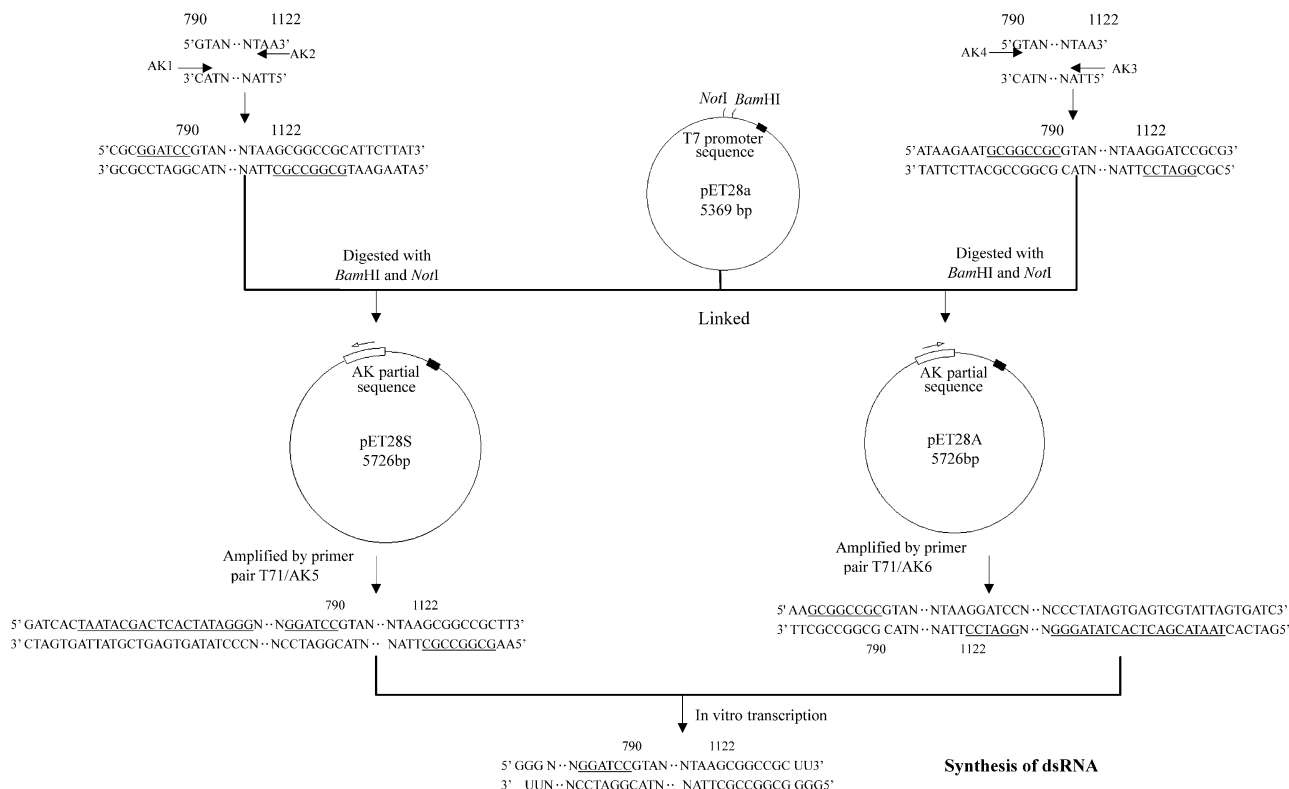 790 1122
5'GTAN··NTAA3'
AK2
AK1
3'CATN··NATT5'
790 1122
5'CGCGGATCCGTAN··NTAAGCGGCCGCATTCTTAT3'
3'GCGCCTAGGCATN··NATTCGCCGGCGTAAGAATA5'
NotI BamHI
T7 promoter
sequence
pET28a
5369 bp
790 1122
5'GTAN··NTAA3'
AK4
AK3
3'CATN··NATT5'
790 1122
5'ATAAGAATGCGGCCGCGTAN··NTAAGGATCCGCG3'
3'TATTCTTACGCCGGCG CATN··NATTCCTAGGCGC5'
Digested with
BamHI and NotI
Digested with
BamHI and NotI
Linked
AK partial
sequence
pET28S
5726bp
AK partial
sequence
pET28A
5726bp
Amplified by primer
pair T71/AK5
Amplified by primer
pair T71/AK6
790 1122
5' GATCACTAATACGACTCACTATAGGGN··NGGATCCGTAN··NTAAGCGGCCGCTT3'
3'CTAGTGATTATGCTGAGTGATATCCCN··NCCTAGGCATN·· NATTCGCCGGCGAA5'
5' AAGCGGCCGCGTAN··NTAAGGATCCN··NCCCTATAGTGAGTCGTATTAGTGATC3'
3'TTCGCCGGCG CATN··NATTCCTAGGN··NGGGATATCACTCAGCATAATCACTAG5'
790 1122
In vitro transcription
790 1122
5' GGG N··NGGATCCGTAN··NTAAGCGGCCGC UU3'
3' UUN··NCCTAGGCATN·· NATTCGCCGGCG GGG5'
Synthesis of dsRNA